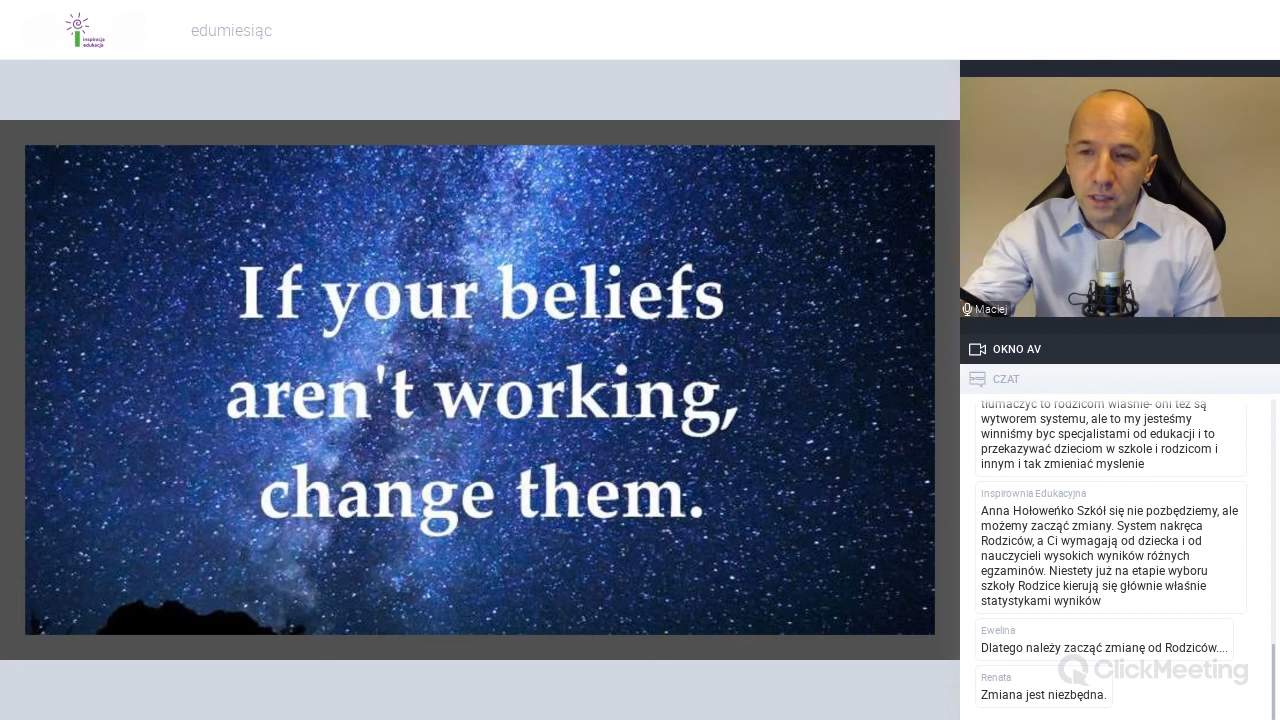 inspiracja
edukacja
edumiesiąc
If your beliefs
aren't working,
change them.
Maciej
OKNO AV
CZAT
tłumaczyć to rodzicom własnie- oni też są
wytworem systemu, ale to my jesteśmy
winniśmy byc specjalistami od edukacji i to
przekazywać dzieciom w szkole i rodzicom i
innym i tak zmieniać myslenie
Inspirownia Edukacyjna
Anna Hołoweńko Szkół się nie pozbędziemy, ale
możemy zacząć zmiany. System nakręca
Rodziców, a Ci wymagają od dziecka i od
nauczycieli wysokich wyników różnych
egzaminów. Niestety już na etapie wyboru
szkoły Rodzice kierują się głównie właśnie
statystykami wyników
Ewelina
Dlatego należy zacząć zmianę od Rodziców....
Renata
Zmiana jest niezbędna.
ClickMeeting